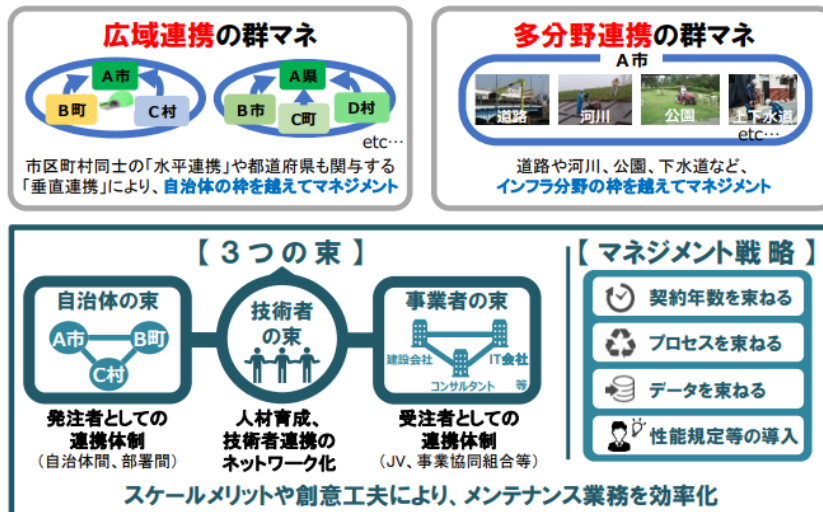 広域連携の群マネ
A市
B町
C村
A県
B市
C町
D村
etc…
市区町村同士の「水平連携」や都道府県も関与する
「垂直連携」により、自治体の枠を越えてマネジメント
多分野連携の群マネ
A市
道路
河川
公園
上下水道
etc…
道路や河川、公園、下水道など、
インフラ分野の枠を越えてマネジメント
【 3つの束 】
自治体の束
A市
B町
C村
発注者としての
連携体制
（自治体間、部署間）
技術者
の束
人材育成、
技術者連携の
ネットワーク化
事業者の束
建設会社
IT会社
コンサルタント
等
受注者としての
連携体制
（JV、事業協同組合等）
【 マネジメント戦略 】
契約年数を束ねる
プロセスを束ねる
データを束ねる
性能規定等の導入
スケールメリットや創意工夫により、メンテナンス業務を効率化